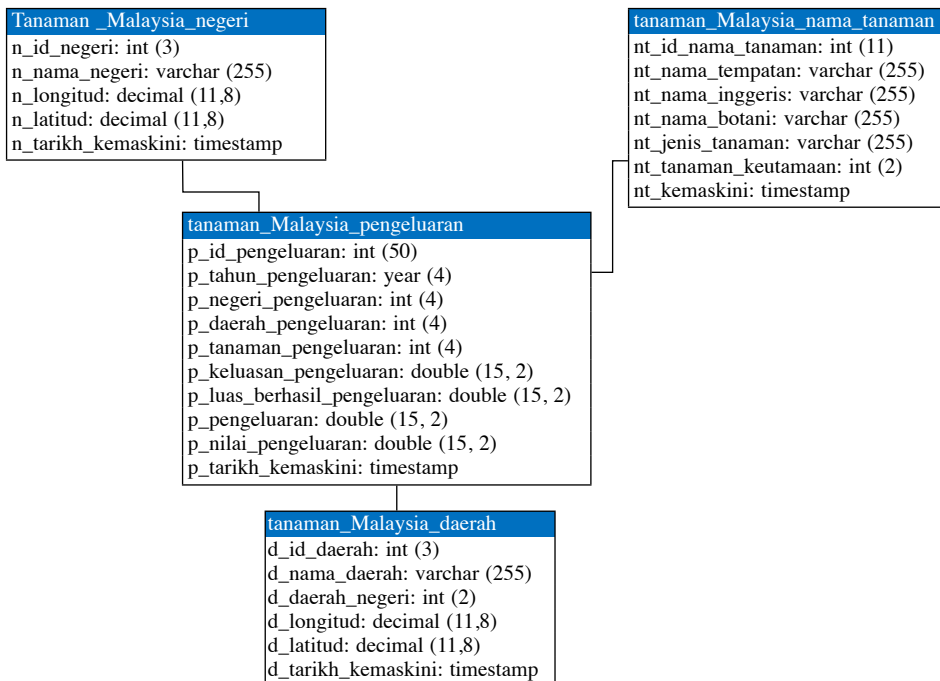 Tanaman _Malaysia_negeri
n_id_negeri: int (3)
n_nama_negeri: varchar (255)
n_longitud: decimal (11,8)
n_latitud: decimal (11,8)
n_tarikh_kemaskini: timestamp
tanaman_Malaysia_nama_tanaman
nt_id_nama_tanaman: int (11)
nt_nama_tempatan: varchar (255)
nt_nama_inggeris: varchar (255)
nt_nama_botani: varchar (255)
nt_jenis_tanaman: varchar (255)
nt_tanaman_keutamaan: int (2)
nt_kemaskini: timestamp
tanaman_Malaysia_pengeluaran
p_id_pengeluaran: int (50)
p_tahun_pengeluaran: year (4)
p_negeri_pengeluaran: int (4)
p_daerah_pengeluaran: int (4)
p_tanaman_pengeluaran: int (4)
p_keluasan_pengeluaran: double (15, 2)
p_luas_berhasil_pengeluaran: double (15, 2)
p_pengeluaran: double (15, 2)
p_nilai_pengeluaran: double (15, 2)
p_tarikh_kemaskini: timestamp
tanaman_Malaysia_daerah
d_id_daerah: int (3)
d_nama_daerah: varchar (255)
d_daerah_negeri: int (2)
d_longitud: decimal (11,8)
d_latitud: decimal (11,8)
d_tarikh_kemaskini: timestamp